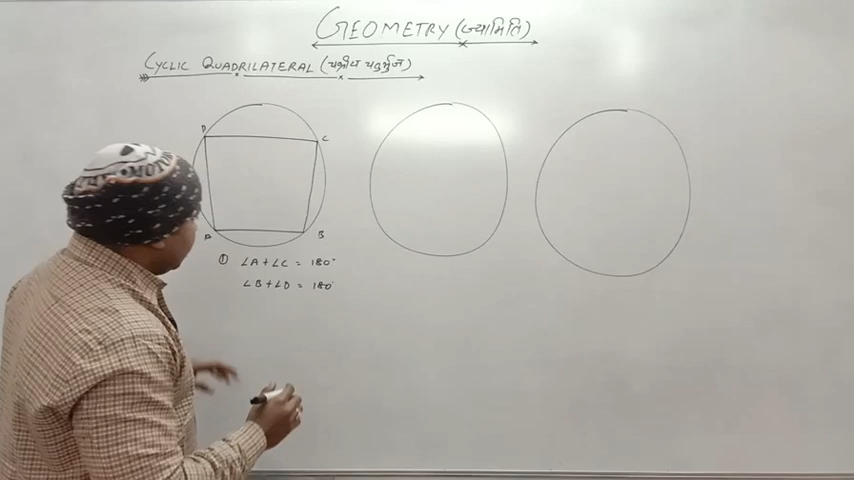 GEOMETRY (ज्यामिति)
CYCLIC QUADRILATERAL (चक्रीय चतुर्भुज)
D C
A B
① ∠A+∠C = 180°
∠B+∠D = 180°